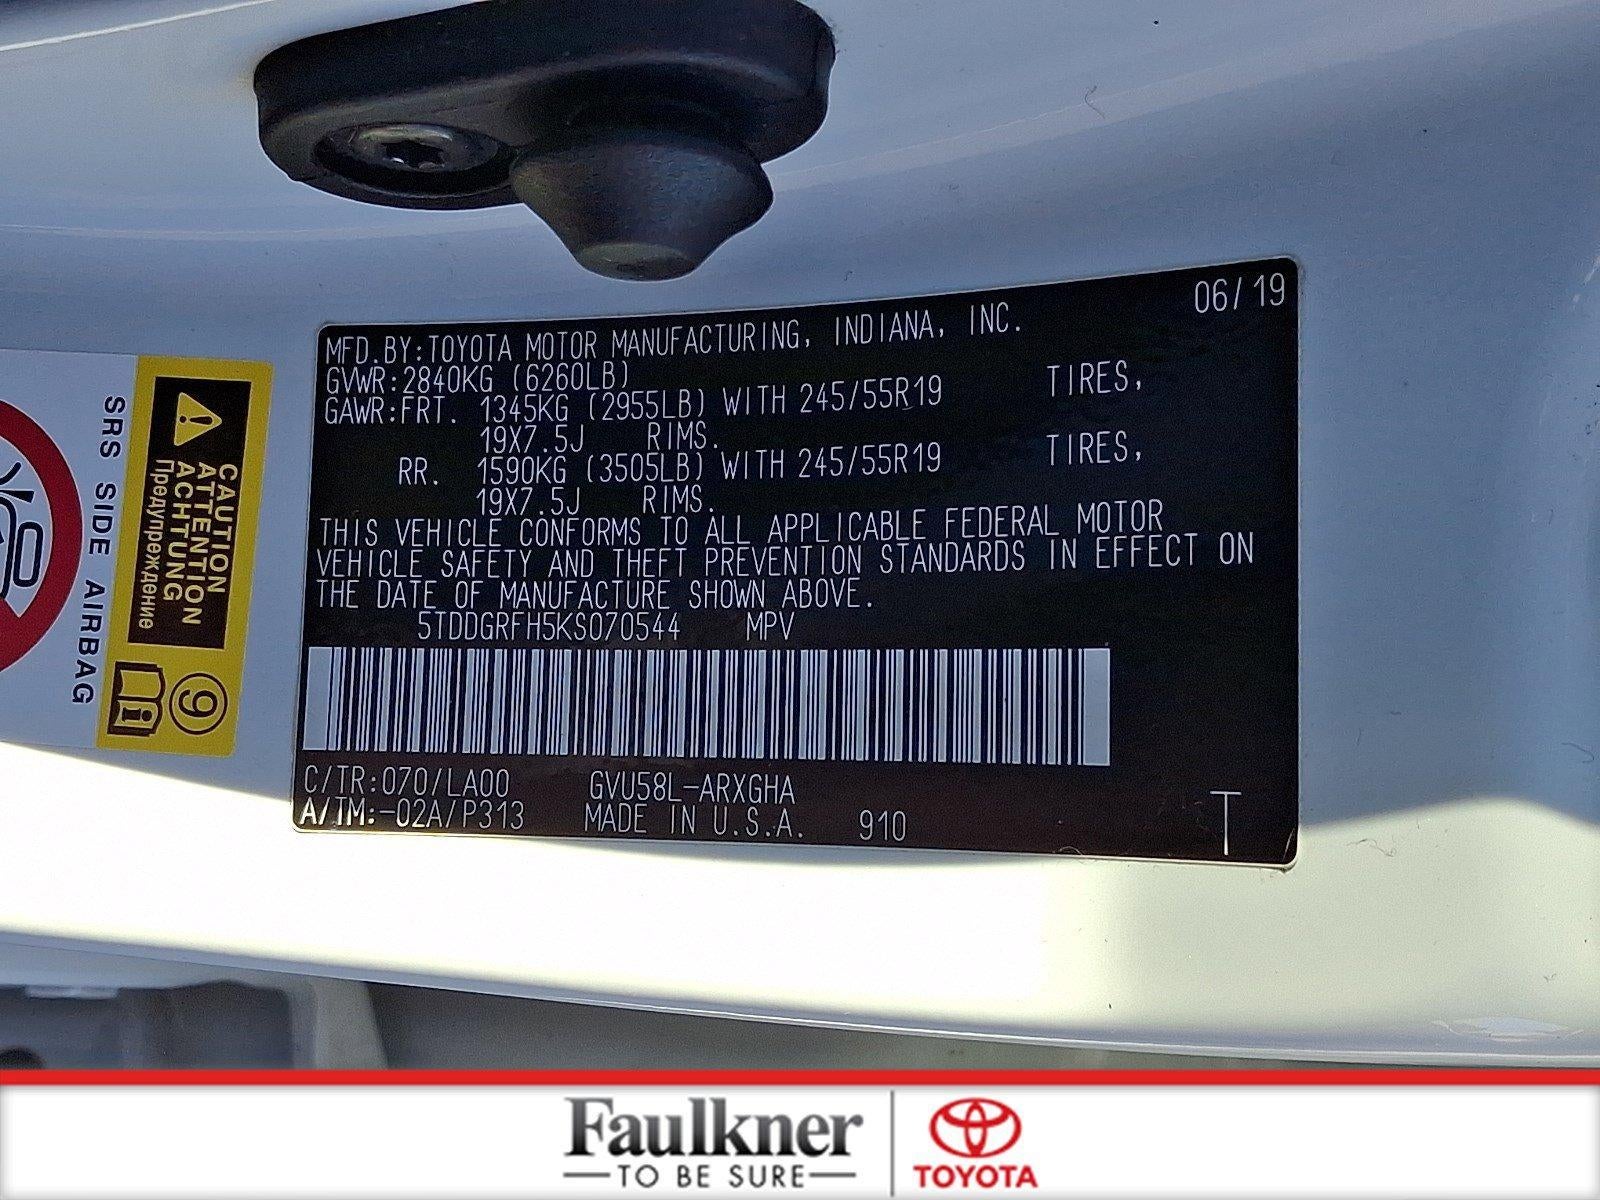 06/19
MFD.BY:TOYOTA MOTOR MANUFACTURING, INDIANA, INC.
GVWR:2840KG (6260LB)
GAWR:FRT. 1345KG (2955LB) WITH 245/55R19 TIRES,
19X7.5J RIMS.
RR. 1590KG (3505LB) WITH 245/55R19 TIRES,
19X7.5J RIMS.
THIS VEHICLE CONFORMS TO ALL APPLICABLE FEDERAL MOTOR
VEHICLE SAFETY AND THEFT PREVENTION STANDARDS IN EFFECT ON
THE DATE OF MANUFACTURE SHOWN ABOVE.
5TDDGRFH5KS070544 MPV
C/TR:070/LA00 GVU58L-ARXGHA
A/TM:-02A/P313 MADE IN U.S.A. 910
T
CAUTION
ATTENTION
ACHTUNG
Предупреждение
9
SRS SIDE AIRBAG
Faulkner
TO BE SURE
TOYOTA